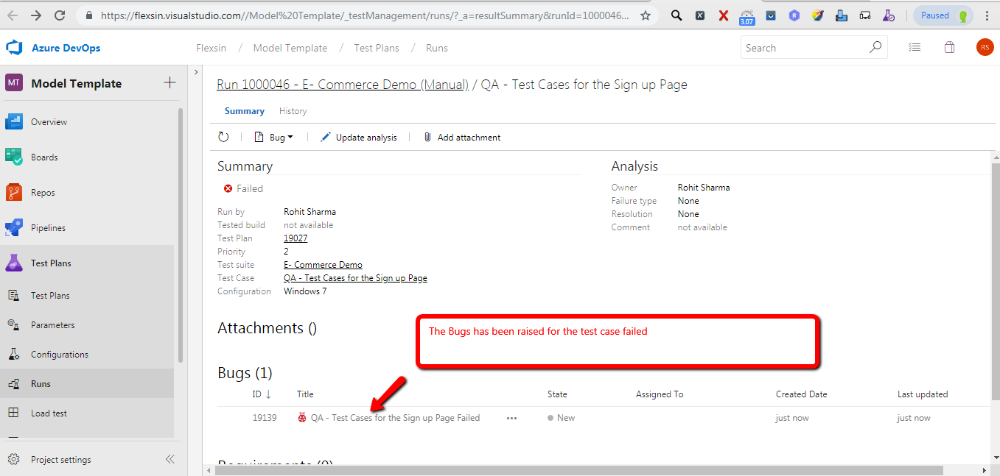 https://flexsin.visualstudio.com//Model%20Template/_testManagement/runs/?_a=resultSummary&runId=1000046...
3.07
R
Paused
Azure DevOps
Flexsin / Model Template / Test Plans / Runs
Search
RS
MT Model Template
Overview
Boards
Repos
Pipelines
Test Plans
Test Plans
Parameters
Configurations
Runs
Load test
Project settings
Run 1000046 - E- Commerce Demo (Manual) / QA - Test Cases for the Sign up Page
Summary History
Bug Update analysis Add attachment
Summary
Failed
Run by Rohit Sharma
Tested build not available
Test Plan 19027
Priority 2
Test suite E- Commerce Demo
Test Case QA - Test Cases for the Sign up Page
Configuration Windows 7
Analysis
Owner Rohit Sharma
Failure type None
Resolution None
Comment not available
Attachments ()
The Bugs has been raised for the test case failed
Bugs (1)
ID ↓ Title State Assigned To Created Date Last updated
19139 QA - Test Cases for the Sign up Page Failed ... New just now just now
Requirements (0)